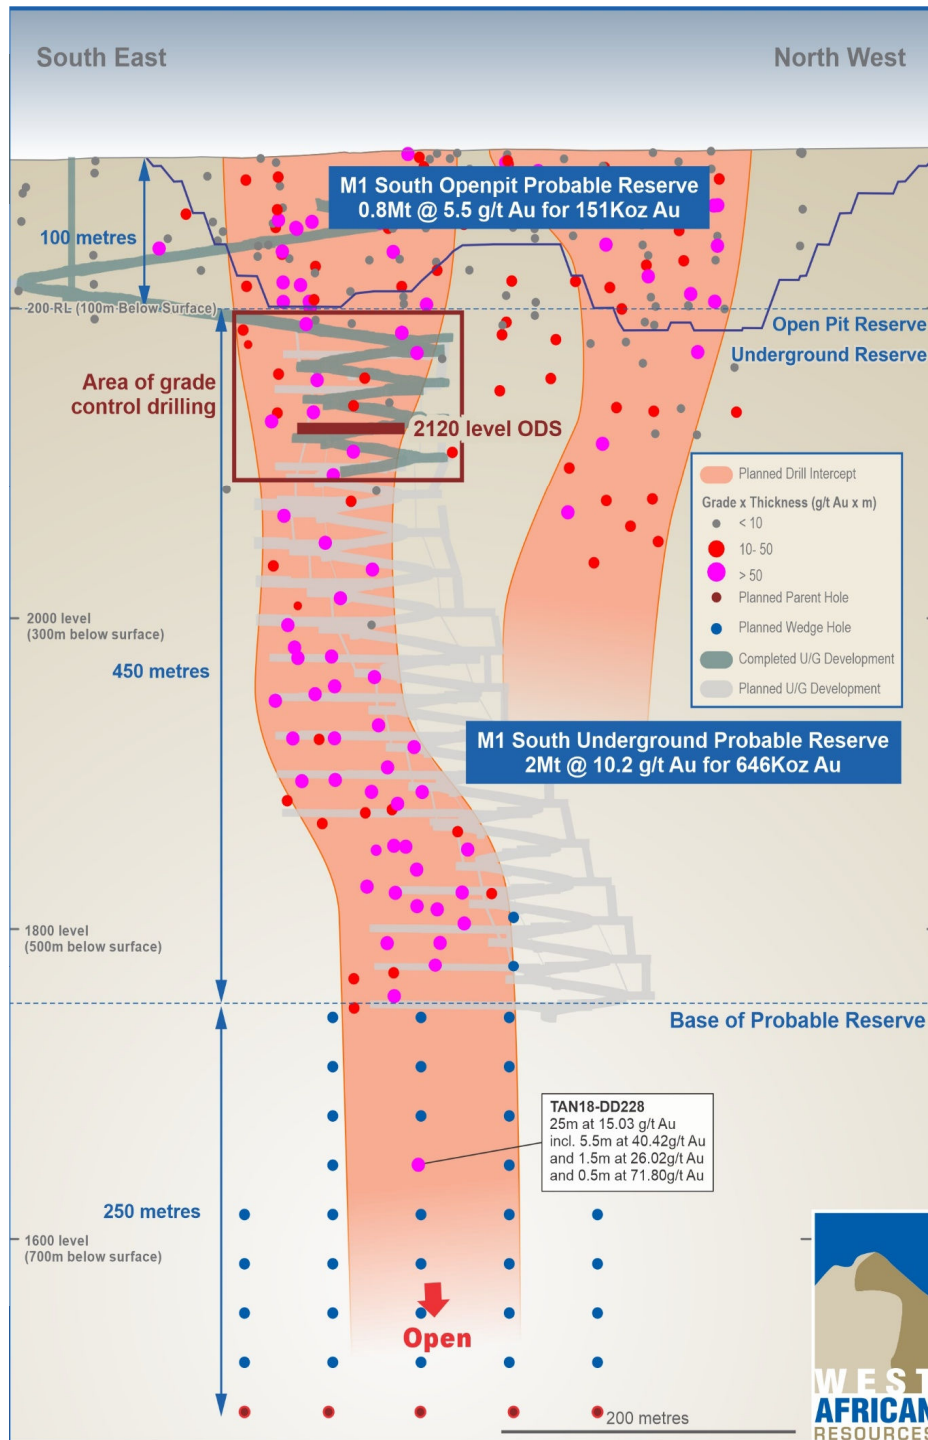 South East
North West
M1 South Openpit Probable Reserve
0.8Mt @ 5.5 g/t Au for 151Koz Au
100 metres
200 RL (100m Below Surface)
Open Pit Reserve
Underground Reserve
Area of grade
control drilling
2120 level ODS
Planned Drill Intercept
Grade x Thickness (g/t Au x m)
< 10
10- 50
> 50
Planned Parent Hole
Planned Wedge Hole
Completed U/G Development
Planned U/G Development
2000 level
(300m below surface)
450 metres
M1 South Underground Probable Reserve
2Mt @ 10.2 g/t Au for 646Koz Au
1800 level
(500m below surface)
Base of Probable Reserve
TAN18-DD228
25m at 15.03 g/t Au
incl. 5.5m at 40.42g/t Au
and 1.5m at 26.02g/t Au
and 0.5m at 71.80g/t Au
250 metres
1600 level
(700m below surface)
Open
200 metres
WEST
AFRICAN
RESOURCES